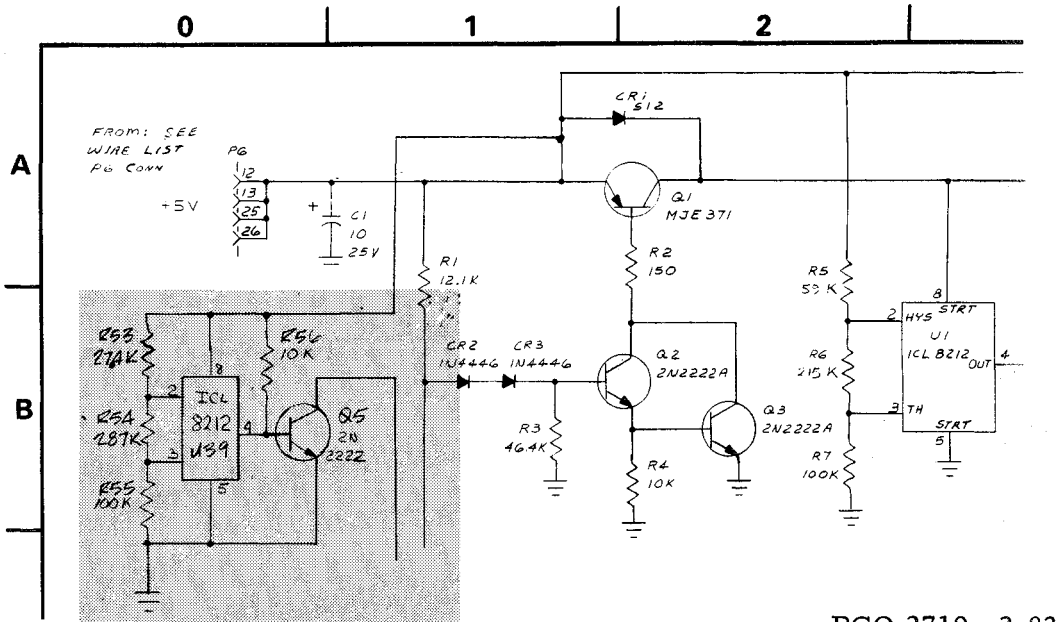 0 1 2
A
B
FROM: SEE
WIRE LIST
P6 CONN
P6
12
13
25
26
+5V
+
C1
10
25V
R1
12.1K
CR1
S12
Q1
MJE 371
R2
150
R5
K
2
HYS
8
STRT
U1
ICL 8212
OUT
4
R6
215 K
3
TH
STRT
5
R7
100K
R53
R54
287K
R55
100K
2
3
8
ICL
8212
U39
4
5
R56
10K
Q5
2N
2222
CR2
1N4446
CR3
1N4446
R3
46.4K
Q2
2N2222A
Q3
2N2222A
R4
10K